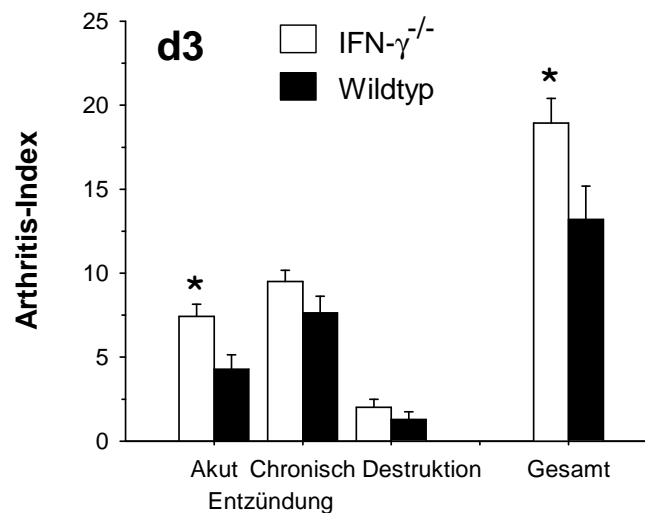 d3
IFN-γ-/-
Wildtyp
Arthritis-Index
25
20
15
10
5
0
*
*
Akut Chronisch Destruktion Gesamt
Entzündung